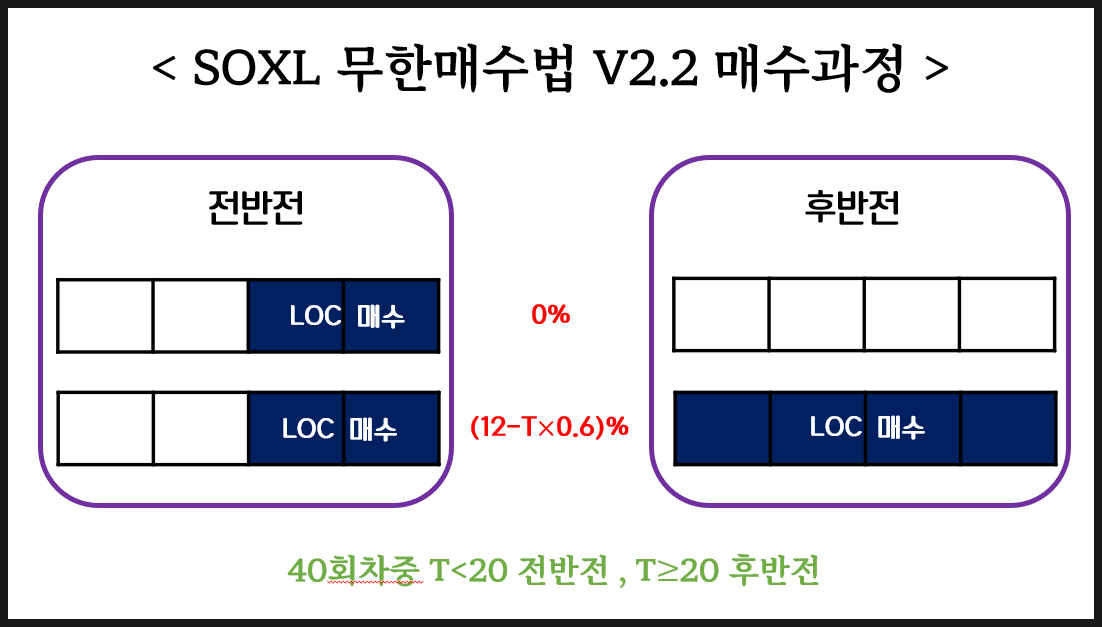 < SOXL 무한매수법 V2.2 매수과정 >
전반전
후반전
LOC 매수
0%
LOC 매수
(12-T×0.6)%
LOC 매수
40회차중 T<20 전반전 , T≥20 후반전